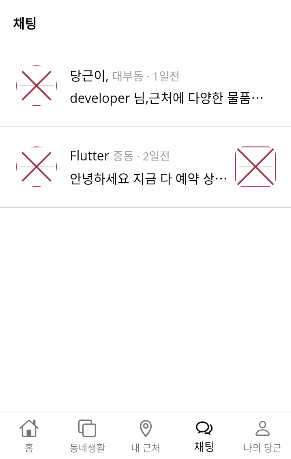 채팅
당근이, 대부동 · 1일전
developer 님,근처에 다양한 물품…
Flutter 중동 · 2일전
안녕하세요 지금 다 예약 상…
홈 동네생활 내 근처 채팅 나의 당근